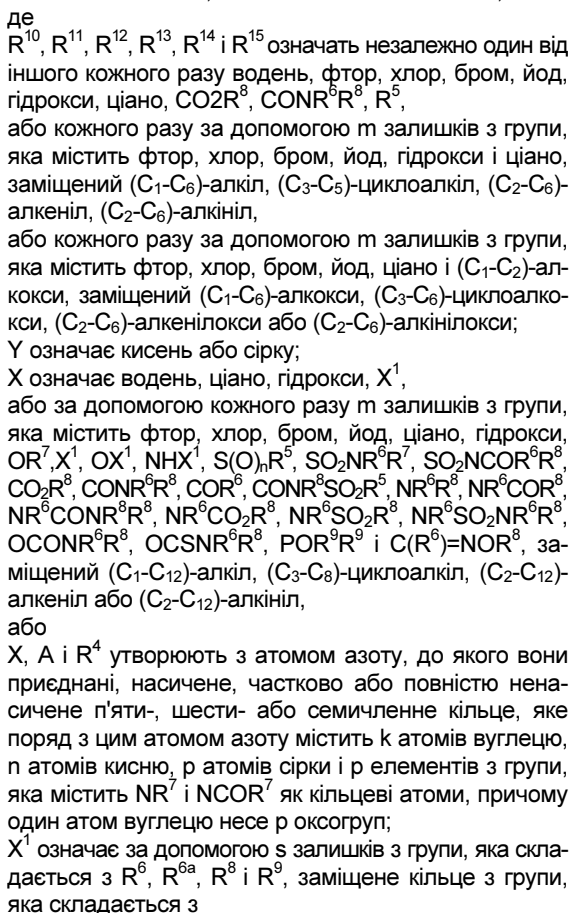 де
R¹⁰, R¹¹, R¹², R¹³, R¹⁴ і R¹⁵ означать незалежно один від
іншого кожного разу водень, фтор, хлор, бром, йод,
гідрокси, ціано, CO2R⁸, CONR⁶R⁸, R⁵,
або кожного разу за допомогою m залишків з групи,
яка містить фтор, хлор, бром, йод, гідрокси і ціано,
заміщений (C₁-C₆)-алкіл, (C₃-C₅)-циклоалкіл, (C₂-C₆)-
алкеніл, (C₂-C₆)-алкініл,
або кожного разу за допомогою m залишків з групи,
яка містить фтор, хлор, бром, йод, ціано і (C₁-C₂)-ал-
кокси, заміщений (C₁-C₆)-алкокси, (C₃-C₆)-циклоалко-
кси, (C₂-C₆)-алкенілокси або (C₂-C₆)-алкінілокси;
Y означає кисень або сірку;
X означає водень, ціано, гідрокси, X¹,
або за допомогою кожного разу m залишків з групи,
яка містить фтор, хлор, бром, йод, ціано, гідрокси,
OR⁷,X¹, OX¹, NHX¹, S(O)ₙR⁵, SO₂NR⁶R⁷, SO₂NCOR⁶R⁸,
CO₂R⁸, CONR⁶R⁸, COR⁶, CONR⁸SO₂R⁵, NR⁶R⁸, NR⁶COR⁸,
NR⁶CONR⁸R⁸, NR⁶CO₂R⁸, NR⁶SO₂R⁸, NR⁶SO₂NR⁶R⁸,
OCONR⁶R⁸, OCSNR⁶R⁸, POR⁹R⁹ і C(R⁶)=NOR⁸, за-
міщений (C₁-C₁₂)-алкіл, (C₃-C₈)-циклоалкіл, (C₂-C₁₂)-
алкеніл або (C₂-C₁₂)-алкініл,
або
X, A і R⁴ утворюють з атомом азоту, до якого вони
приєднані, насичене, частково або повністю нена-
сичене п'яти-, шести- або семичленне кільце, яке
поряд з цим атомом азоту містить k атомів вуглецю,
n атомів кисню, p атомів сірки і p елементів з групи,
яка містить NR⁷ і NCOR⁷ як кільцеві атоми, причому
один атом вуглецю несе p оксогруп;
X¹ означає за допомогою s залишків з групи, яка скла-
дається з R⁶, R⁶ᵃ, R⁸ і R⁹, заміщене кільце з групи,
яка складається з